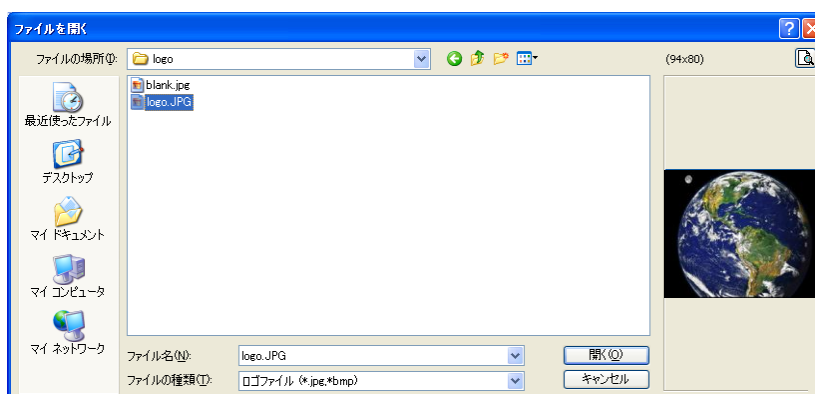 ファイルを開く
ファイルの場所(I):
logo
(94x80)
blank.jpg
logo.JPG
最近使ったファイル
デスクトップ
マイ ドキュメント
マイ コンピュータ
マイ ネットワーク
ファイル名(N):
logo.JPG
開く(O)
ファイルの種類(T):
ロゴファイル (*.jpg,*bmp)
キャンセル